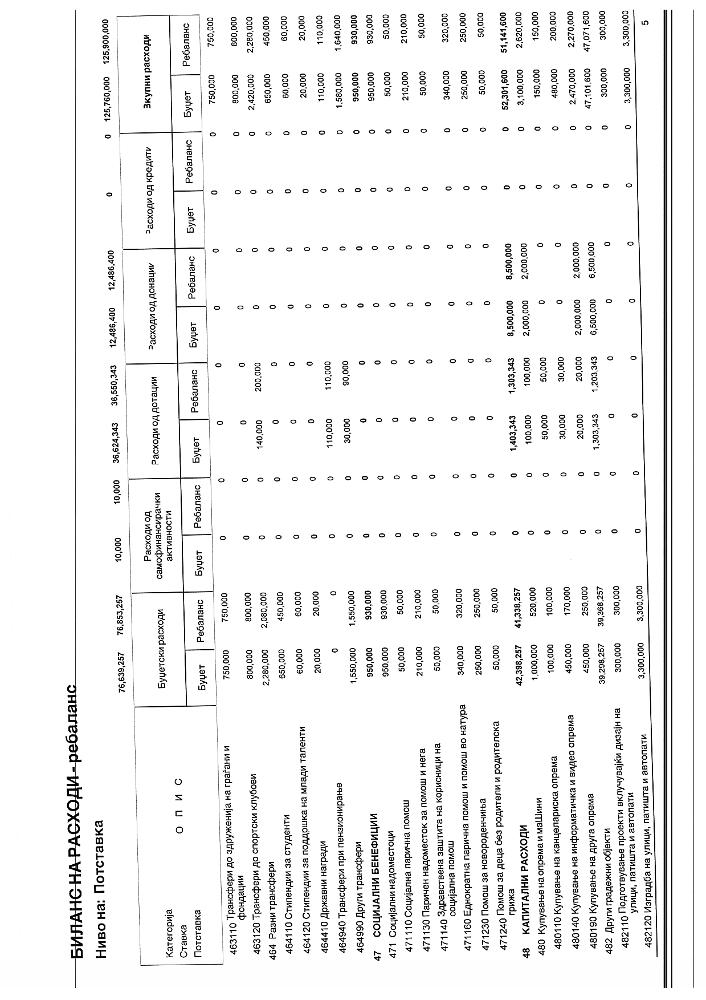 БИЛАНС НА РАСХОДИ - ребаланс
Ниво на: Потставка
76,639,257 76,853,257 10,000 10,000 36,624,343 36,550,343 12,486,400 12,486,400 0 0 125,760,000 125,900,000
Категорија
Ставка
Потставка
О П И С
Буџетски расходи
Расходи од
самофинансирачки
активности
Расходи од дотации
Расходи од донации
Расходи од кредити
Вкупни расходи
Буџет Ребаланс Буџет Ребаланс Буџет Ребаланс Буџет Ребаланс Буџет Ребаланс Буџет Ребаланс
463110 Трансфери до здруженија на граѓани и 750,000 750,000 0 0 0 0 0 0 0 0 750,000 750,000
фондации
463120 Трансфери до спортски клубови 800,000 800,000 0 0 0 0 0 0 0 0 800,000 800,000
464 Разни трансфери 2,280,000 2,080,000 0 0 140,000 200,000 0 0 0 0 2,420,000 2,280,000
464110 Стипендии за студенти 650,000 450,000 0 0 0 0 0 0 0 0 650,000 450,000
464120 Стипендии за поддршка на млади таленти 60,000 60,000 0 0 0 0 0 0 0 0 60,000 60,000
464410 Државни награди 20,000 20,000 0 0 0 0 0 0 0 0 20,000 20,000
464940 Трансфери при пензионирање 0 0 0 0 110,000 110,000 0 0 0 0 110,000 110,000
464990 Други трансфери 1,550,000 1,550,000 0 0 30,000 90,000 0 0 0 0 1,580,000 1,640,000
47 СОЦИЈАЛНИ БЕНЕФИЦИИ 950,000 930,000 0 0 0 0 0 0 0 0 950,000 930,000
471 Социјални надоместоци 950,000 930,000 0 0 0 0 0 0 0 0 950,000 930,000
471110 Социјална парична помош 50,000 50,000 0 0 0 0 0 0 0 0 50,000 50,000
471130 Паричен надоместок за помош и нега 210,000 210,000 0 0 0 0 0 0 0 0 210,000 210,000
471140 Здравствена заштита на корисници на 50,000 50,000 0 0 0 0 0 0 0 0 50,000 50,000
социјална помош
471160 Еднократна парична помош и помош во натура 340,000 320,000 0 0 0 0 0 0 0 0 340,000 320,000
471230 Помош за новороденчиња 250,000 250,000 0 0 0 0 0 0 0 0 250,000 250,000
471240 Помош за деца без родители и родителска 50,000 50,000 0 0 0 0 0 0 0 0 50,000 50,000
грижа
48 КАПИТАЛНИ РАСХОДИ 42,398,257 41,338,257 0 0 1,403,343 1,303,343 8,500,000 8,500,000 0 0 52,301,600 51,141,600
480 Купување на опрема и маШини 1,000,000 520,000 0 0 100,000 100,000 2,000,000 2,000,000 0 0 3,100,000 2,620,000
480110 Купување на канцелариска опрема 100,000 100,000 0 0 50,000 50,000 0 0 0 0 150,000 150,000
480140 Купување на информатичка и видео опрема 450,000 170,000 0 0 30,000 30,000 0 0 0 0 480,000 200,000
480190 Купување на друга опрема 450,000 250,000 0 0 20,000 20,000 2,000,000 2,000,000 0 0 2,470,000 2,270,000
482 Други градежни објекти 39,298,257 39,368,257 0 0 1,303,343 1,203,343 6,500,000 6,500,000 0 0 47,101,600 47,071,600
482110 Подготвување проекти вклучувајќи дизајн на 300,000 300,000 0 0 0 0 0 0 0 0 300,000 300,000
улици, патишта и автопати
482120 Изградба на улици, патишта и автопати 3,300,000 3,300,000 0 0 0 0 0 0 0 0 3,300,000 3,300,000
5